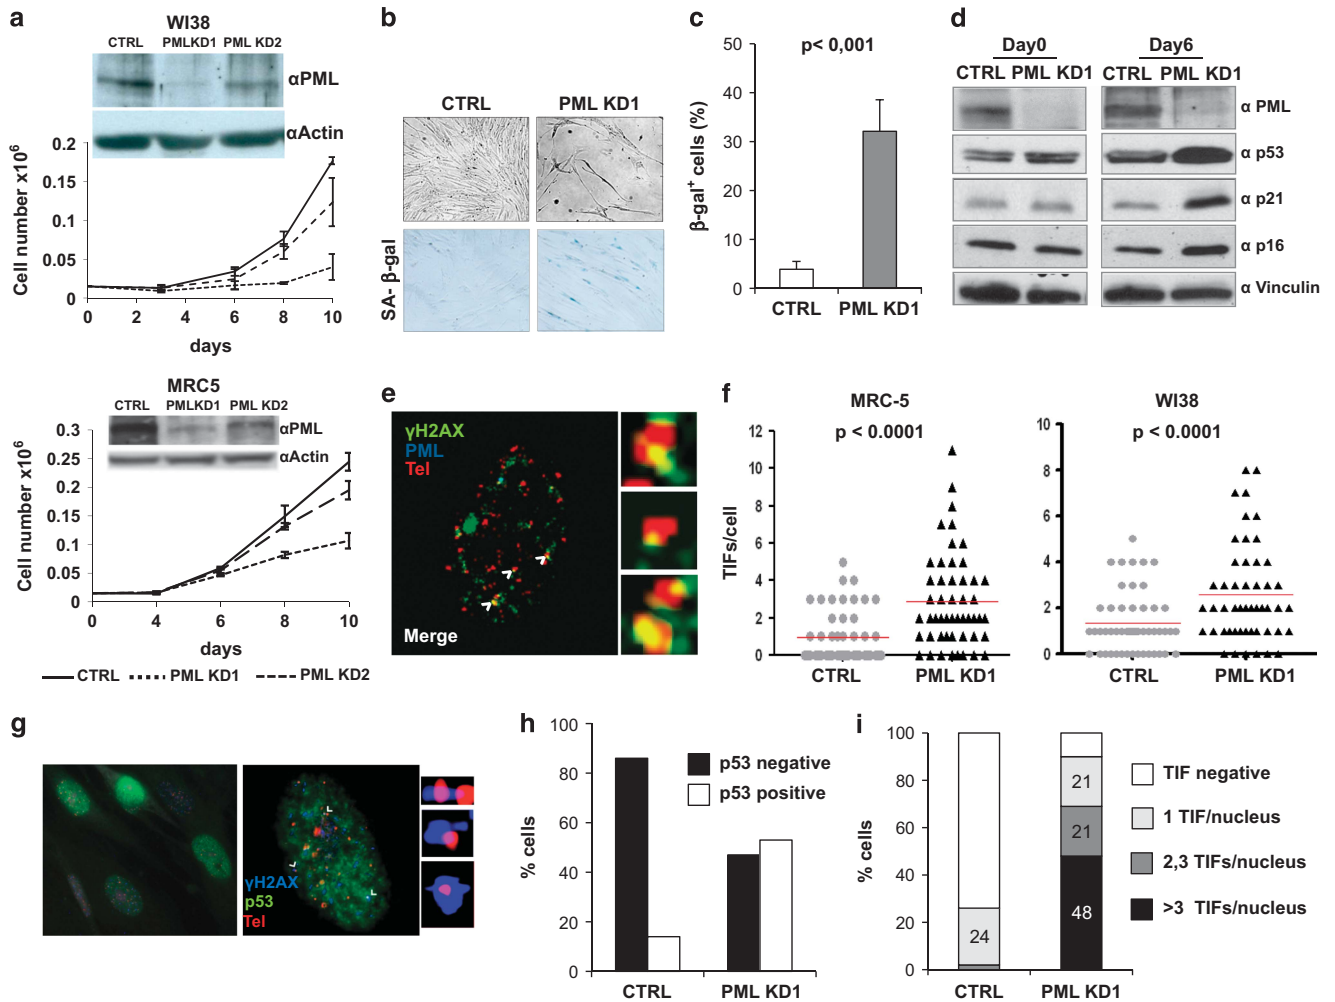 a
WI38
CTRL PMLKD1 PML KD2
αPML
αActin
0.2
0.15
0.1
0.05
0
Cell number x10⁶
0 2 4 6 8 10
days
MRC5
CTRL PMLKD1 PML KD2
αPML
αActin
0.3
0.25
0.2
0.15
0.1
0.05
0
Cell number x10⁶
0 2 4 6 8 10
days
CTRL PML KD1 PML KD2
b
CTRL PML KD1
SA- β-gal
c
p< 0,001
50
40
30
20
10
0
β-gal⁺ cells (%)
CTRL PML KD1
d
Day0 Day6
CTRL PML KD1 CTRL PML KD1
α PML
α p53
α p21
α p16
α Vinculin
e
γH2AX
PML
Tel
Merge
f
MRC-5
p < 0.0001
12
10
8
6
4
2
0
TIFs/cell
CTRL PML KD1
WI38
p < 0.0001
10
8
6
4
2
0
CTRL PML KD1
g
γH2AX
p53
Tel
h
100
80
60
40
20
0
% cells
p53 negative
p53 positive
CTRL PML KD1
i
100
80
60
40
20
0
% cells
24
21
21
48
CTRL PML KD1
TIF negative
1 TIF/nucleus
2,3 TIFs/nucleus
>3 TIFs/nucleus